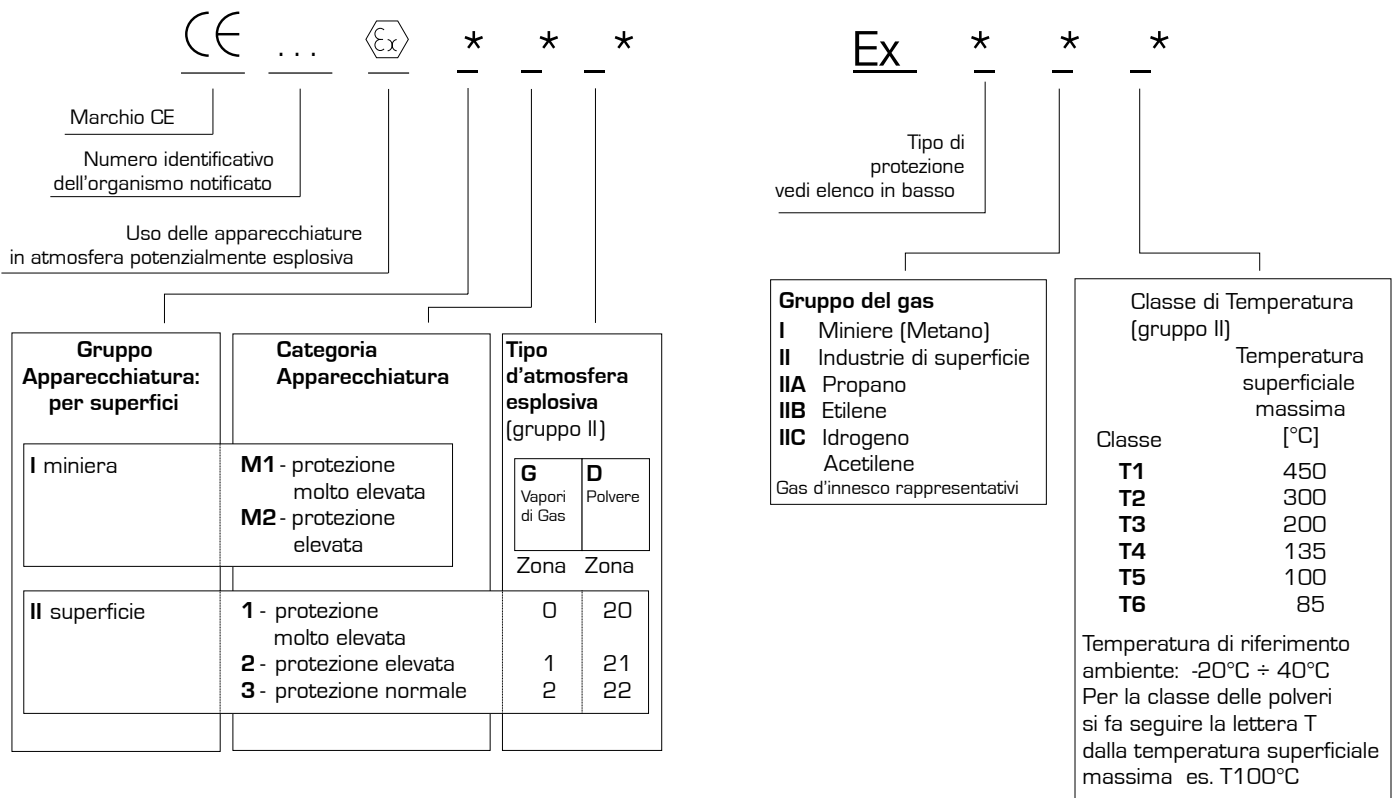 CE ... Ex * * *
Marchio CE
Numero identificativo
dell'organismo notificato
Uso delle apparecchiature
in atmosfera potenzialmente esplosiva
Gruppo
Apparecchiatura:
per superfici
Categoria
Apparecchiatura
Tipo
d'atmosfera
esplosiva
(gruppo II)
I miniera
M1 - protezione
molto elevata
M2 - protezione
elevata
G
Vapori
di Gas
D
Polvere
Zona Zona
II superficie
1 - protezione 0 20
molto elevata
2 - protezione elevata 1 21
3 - protezione normale 2 22
Ex * * *
Tipo di
protezione
vedi elenco in basso
Gruppo del gas
I Miniere (Metano)
II Industrie di superficie
IIA Propano
IIB Etilene
IIC Idrogeno
Acetilene
Gas d'innesco rappresentativi
Classe di Temperatura
(gruppo II)
Temperatura
superficiale
massima
Classe [°C]
T1 450
T2 300
T3 200
T4 135
T5 100
T6 85
Temperatura di riferimento
ambiente: -20°C ÷ 40°C
Per la classe delle polveri
si fa seguire la lettera T
dalla temperatura superficiale
massima es. T100°C